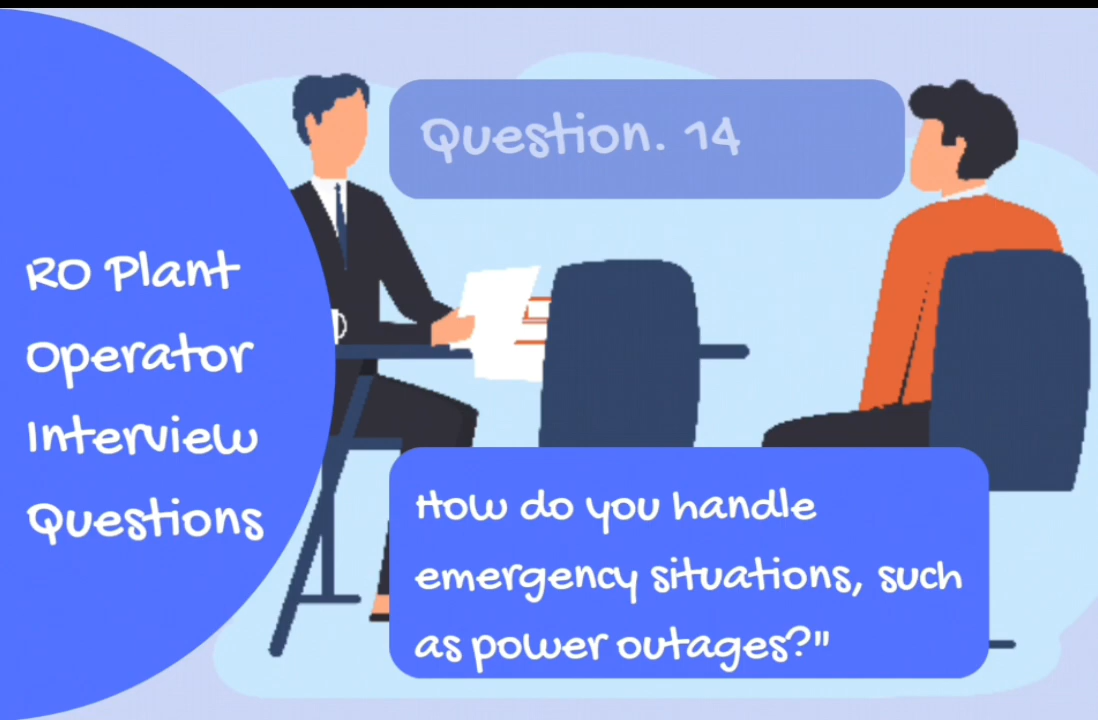 RO Plant
Operator
Interview
Questions
Question. 14
How do you handle
emergency situations, such
as power outages?"